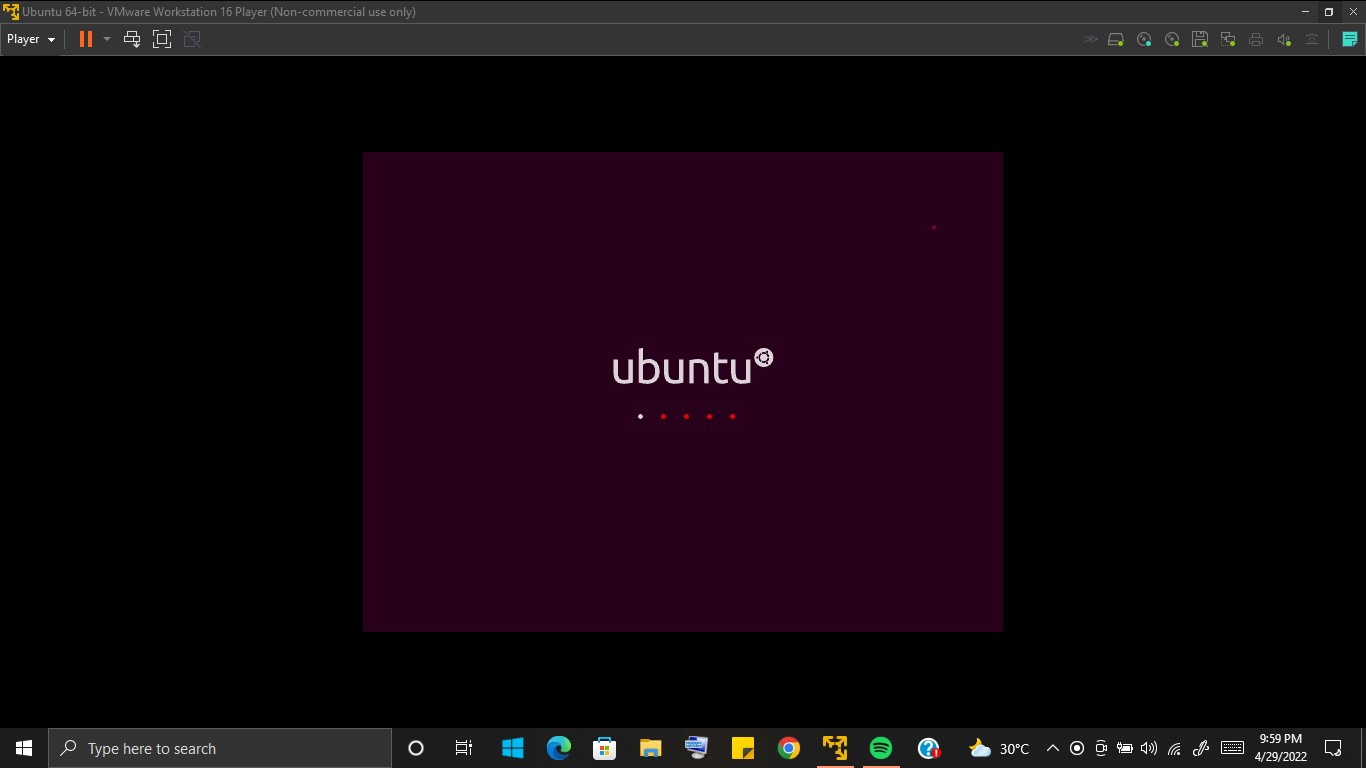 Ubuntu 64-bit - VMware Workstation 16 Player (Non-commercial use only)
Player
ubuntu
Type here to search
30°C
9:59 PM
4/29/2022